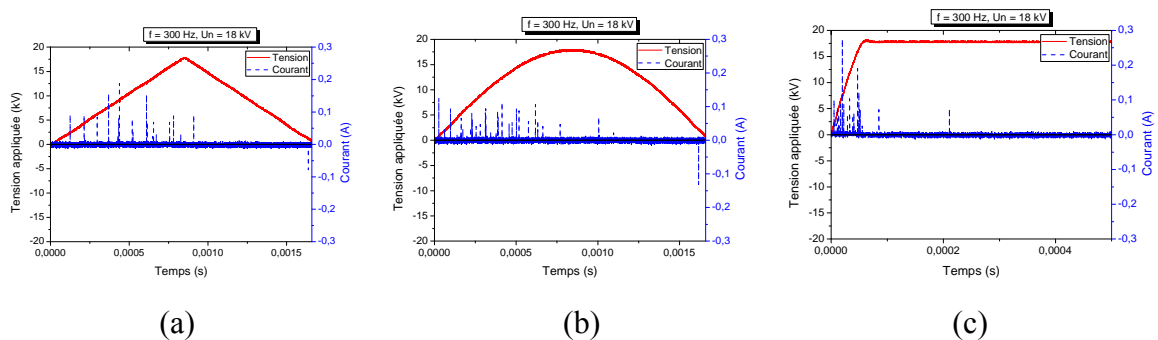 f = 300 Hz, Un = 18 kV
Tension
Courant
Tension appliquée (kV)
20
15
10
5
0
-5
-10
-15
-20
0,3
0,2
0,1
0,0
-0,1
-0,2
-0,3
Courant (A)
0,0000
0,0005
0,0010
0,0015
Temps (s)
(a)
f = 300 Hz, Un = 18 kV
Tension
Courant
Tension appliquée (kV)
20
15
10
5
0
-5
-10
-15
-20
0,3
0,2
0,1
0,0
-0,1
-0,2
-0,3
Courant (A)
0,0000
0,0005
0,0010
0,0015
Temps (s)
(b)
f = 300 Hz, Un = 18 kV
Tension
Courant
Tension appliquée (kV)
20
15
10
5
0
-5
-10
-15
-20
0,3
0,2
0,1
0,0
-0,1
-0,2
-0,3
Courant (A)
0,0000
0,0002
0,0004
Temps (s)
(c)